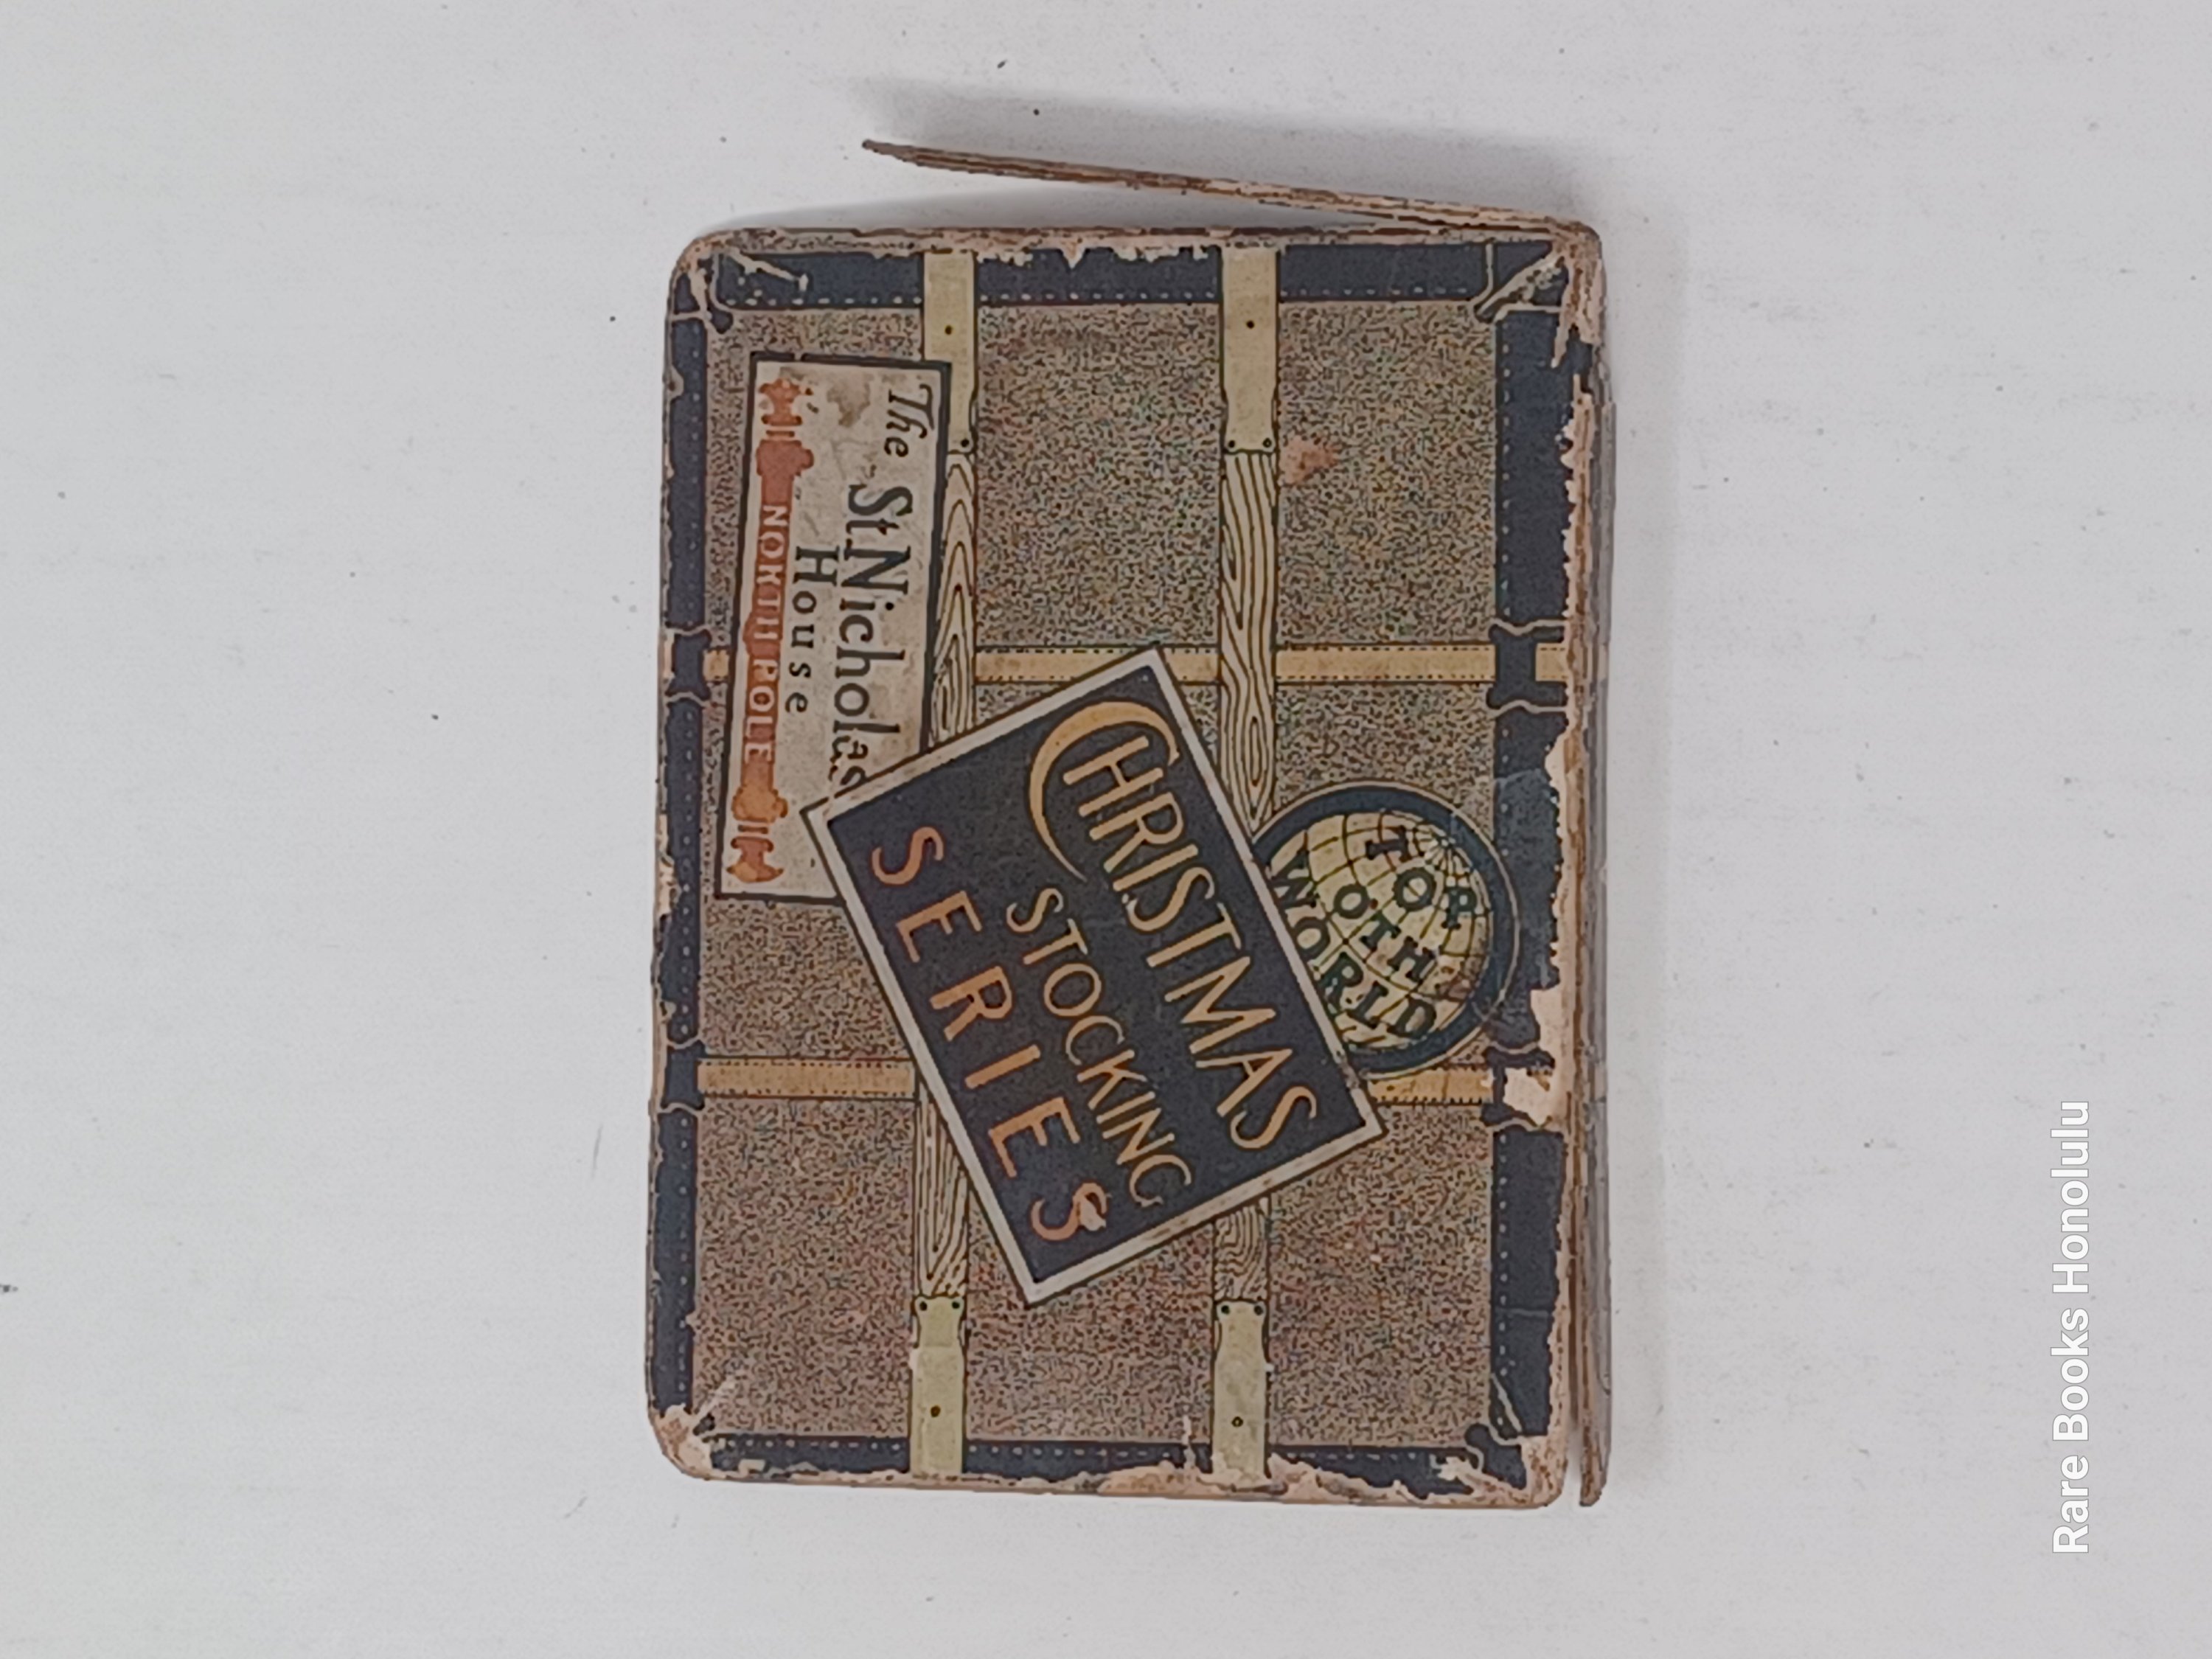 TOP
O TH
WORLD
CHRISTMAS
STOCKING
SERIES
The St Nicholas
House
NORTH POLE
Rare Books Honolulu